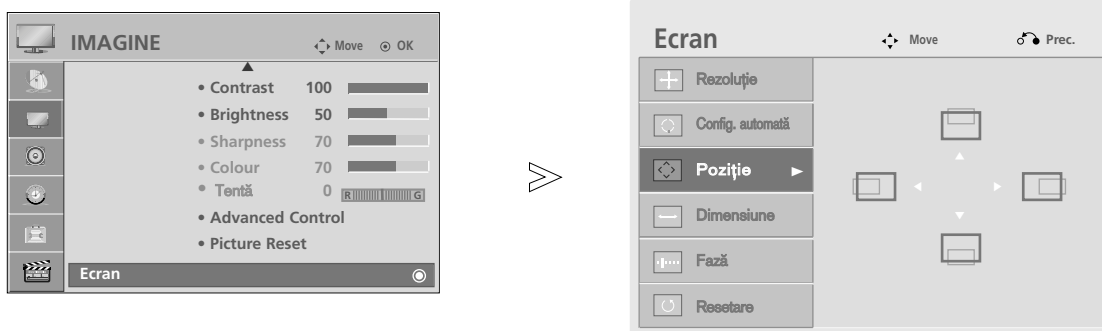 IMAGINE
Move OK
• Contrast 100
• Brightness 50
• Sharpness 70
• Colour 70
• Tentă 0 R G
• Advanced Control
• Picture Reset
Ecran
Ecran Move Prec.
Rezoluţie
Config. automată
Poziţie
Dimensiune
Fază
Resetare